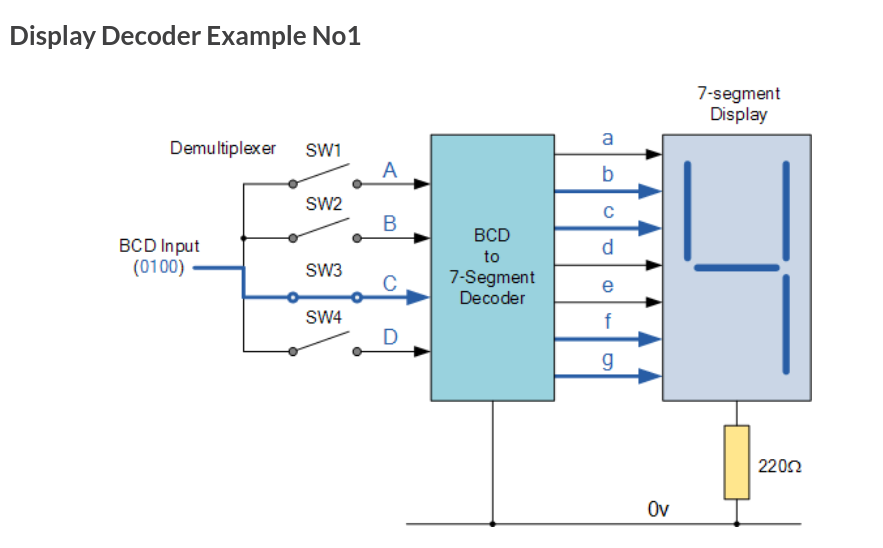 Display Decoder Example No1
7-segment
Display
Demultiplexer
SW1
A
SW2
B
BCD Input
(0100)
SW3
C
SW4
D
BCD
to
7-Segment
Decoder
a
b
c
d
e
f
g
220Ω
0v